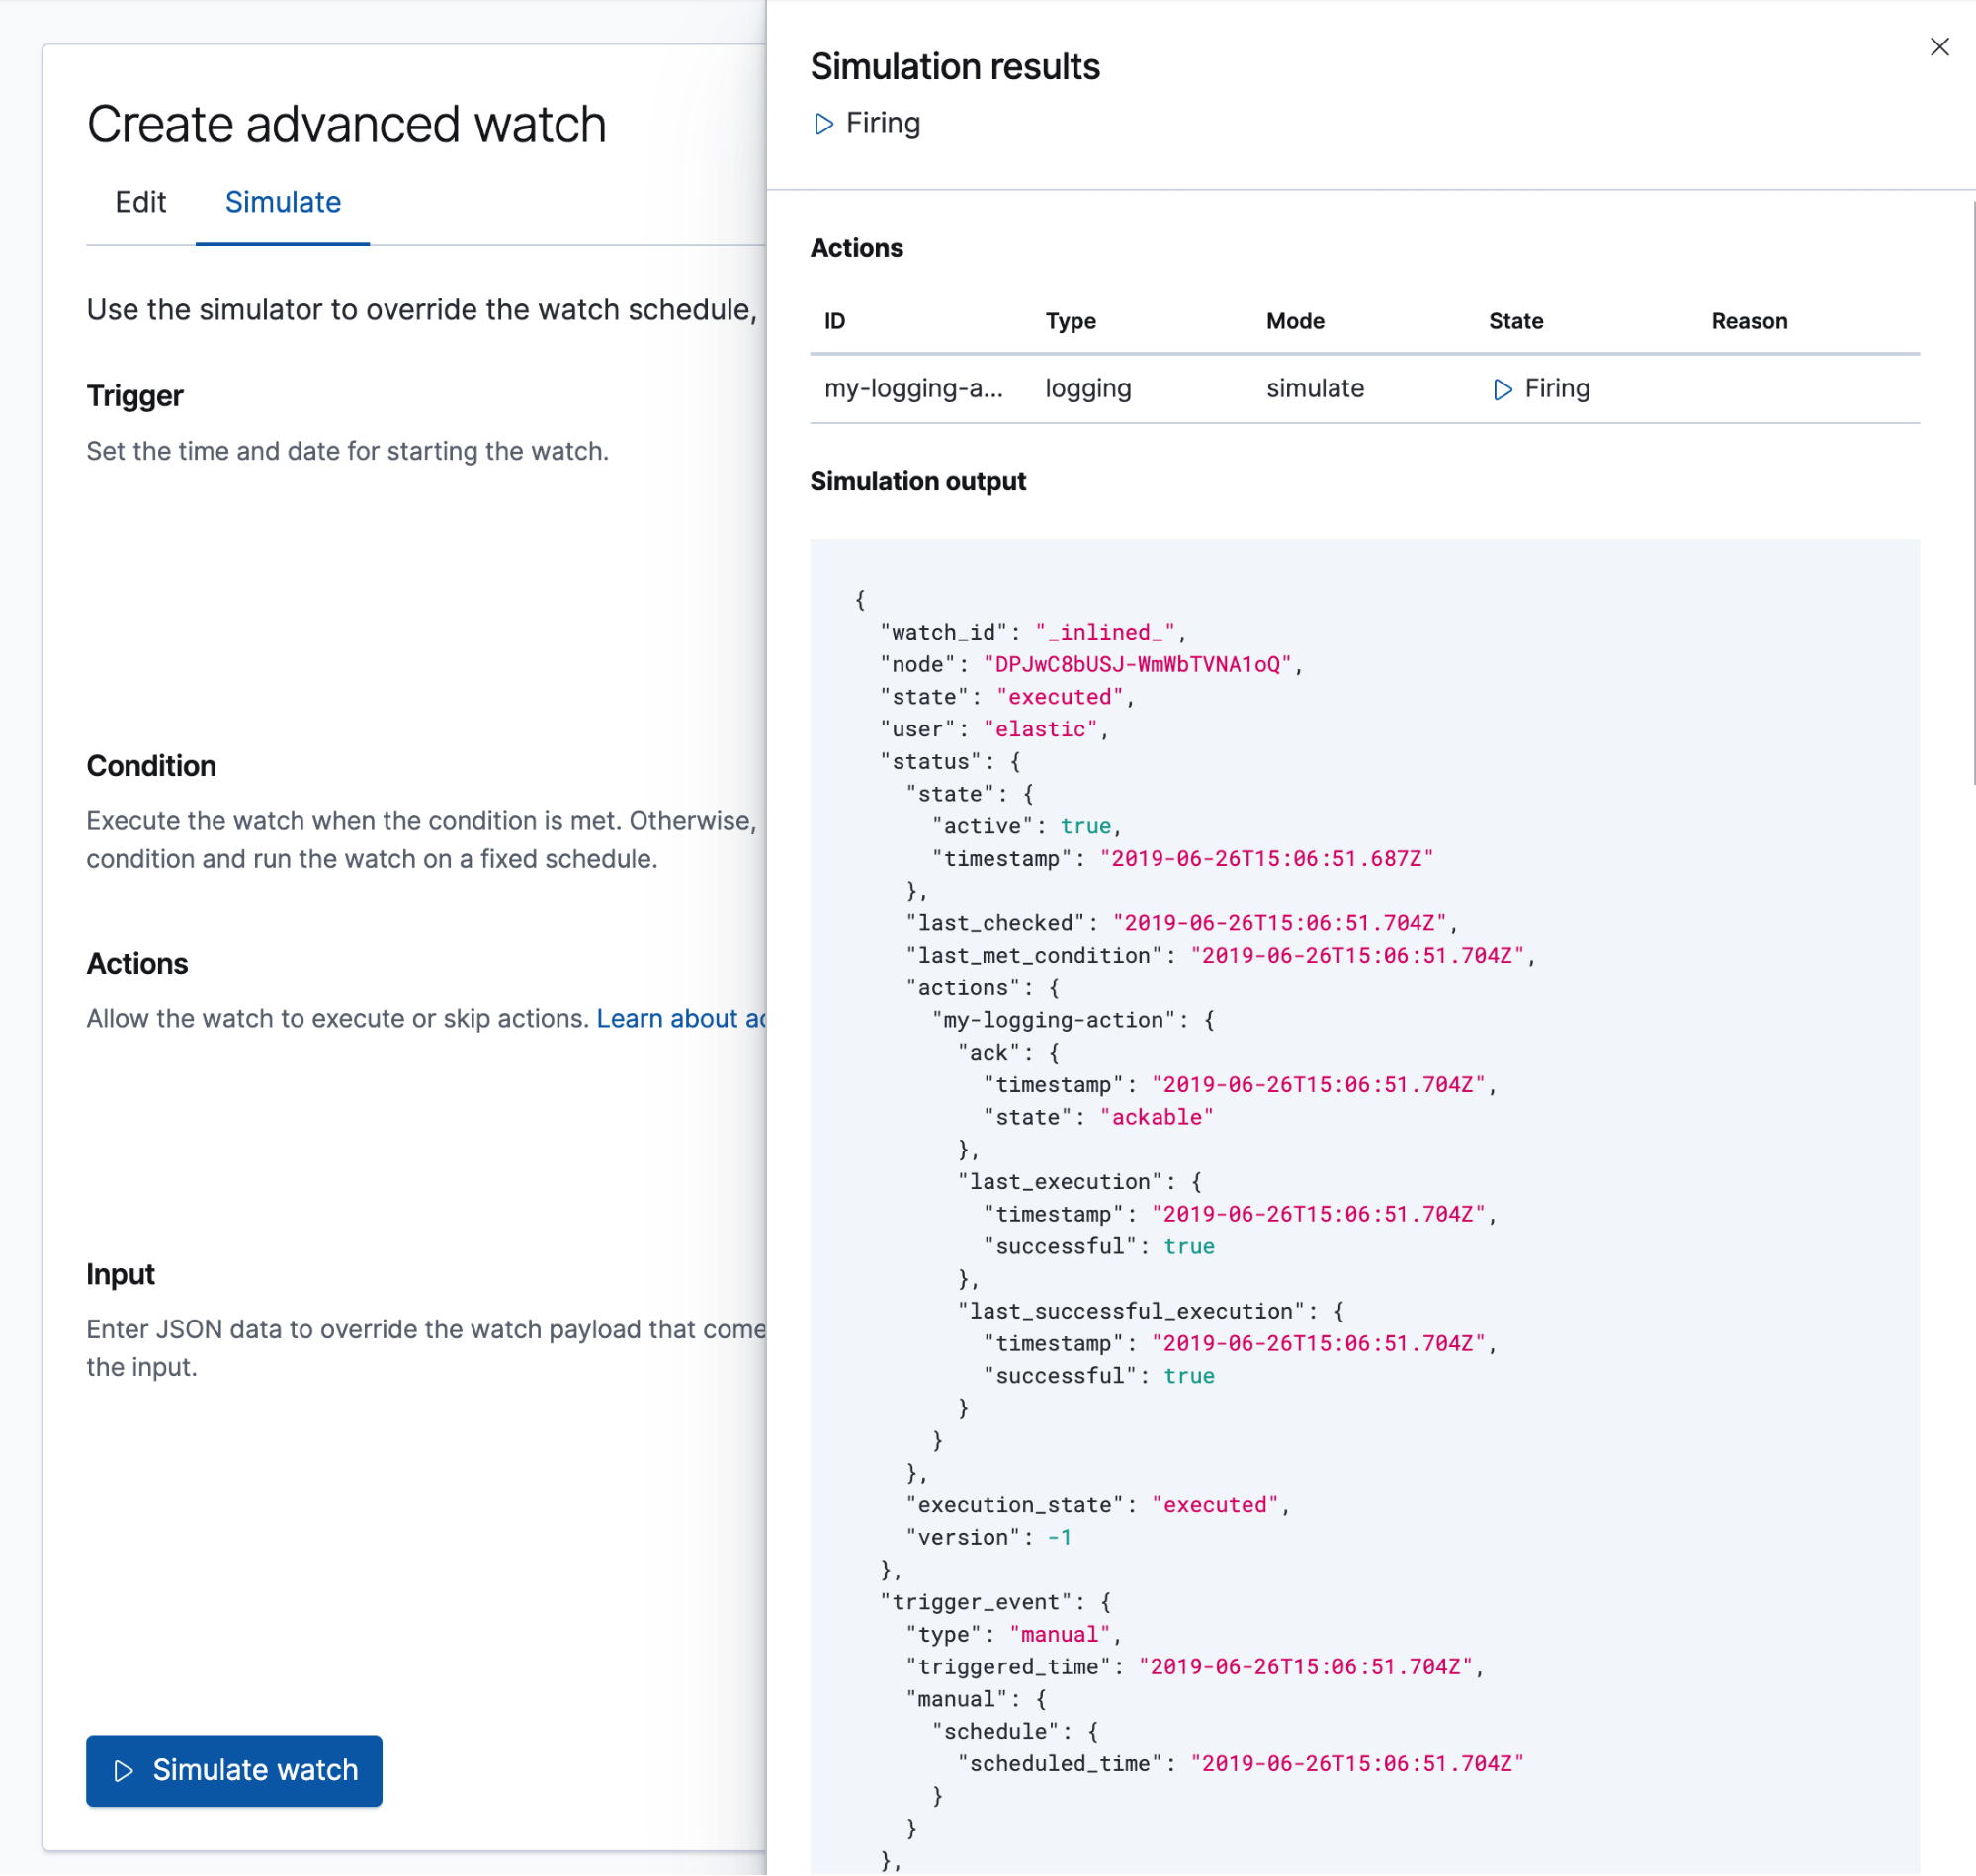 Create advanced watch
Edit
Simulate
Use the simulator to override the watch schedule,
Trigger
Set the time and date for starting the watch.
Condition
Execute the watch when the condition is met. Otherwise,
condition and run the watch on a fixed schedule.
Actions
Allow the watch to execute or skip actions. Learn about
Input
Enter JSON data to override the watch payload that come
the input.
Simulate watch
Simulation results
Firing
Actions
ID Type Mode State Reason
my-logging-a... logging simulate Firing
Simulation output
{
"watch_id": "_inlined_",
"node": "DPJwC8bUSJ-WmWbTVNA1oQ",
"state": "executed",
"user": "elastic",
"status": {
"state": {
"active": true,
"timestamp": "2019-06-26T15:06:51.687Z"
},
"last_checked": "2019-06-26T15:06:51.704Z",
"last_met_condition": "2019-06-26T15:06:51.704Z",
"actions": {
"my-logging-action": {
"ack": {
"timestamp": "2019-06-26T15:06:51.704Z",
"state": "ackable"
},
"last_execution": {
"timestamp": "2019-06-26T15:06:51.704Z",
"successful": true
},
"last_successful_execution": {
"timestamp": "2019-06-26T15:06:51.704Z",
"successful": true
}
}
},
"execution_state": "executed",
"version": -1
},
"trigger_event": {
"type": "manual",
"triggered_time": "2019-06-26T15:06:51.704Z",
"manual": {
"schedule": {
"scheduled_time": "2019-06-26T15:06:51.704Z"
}
}
},